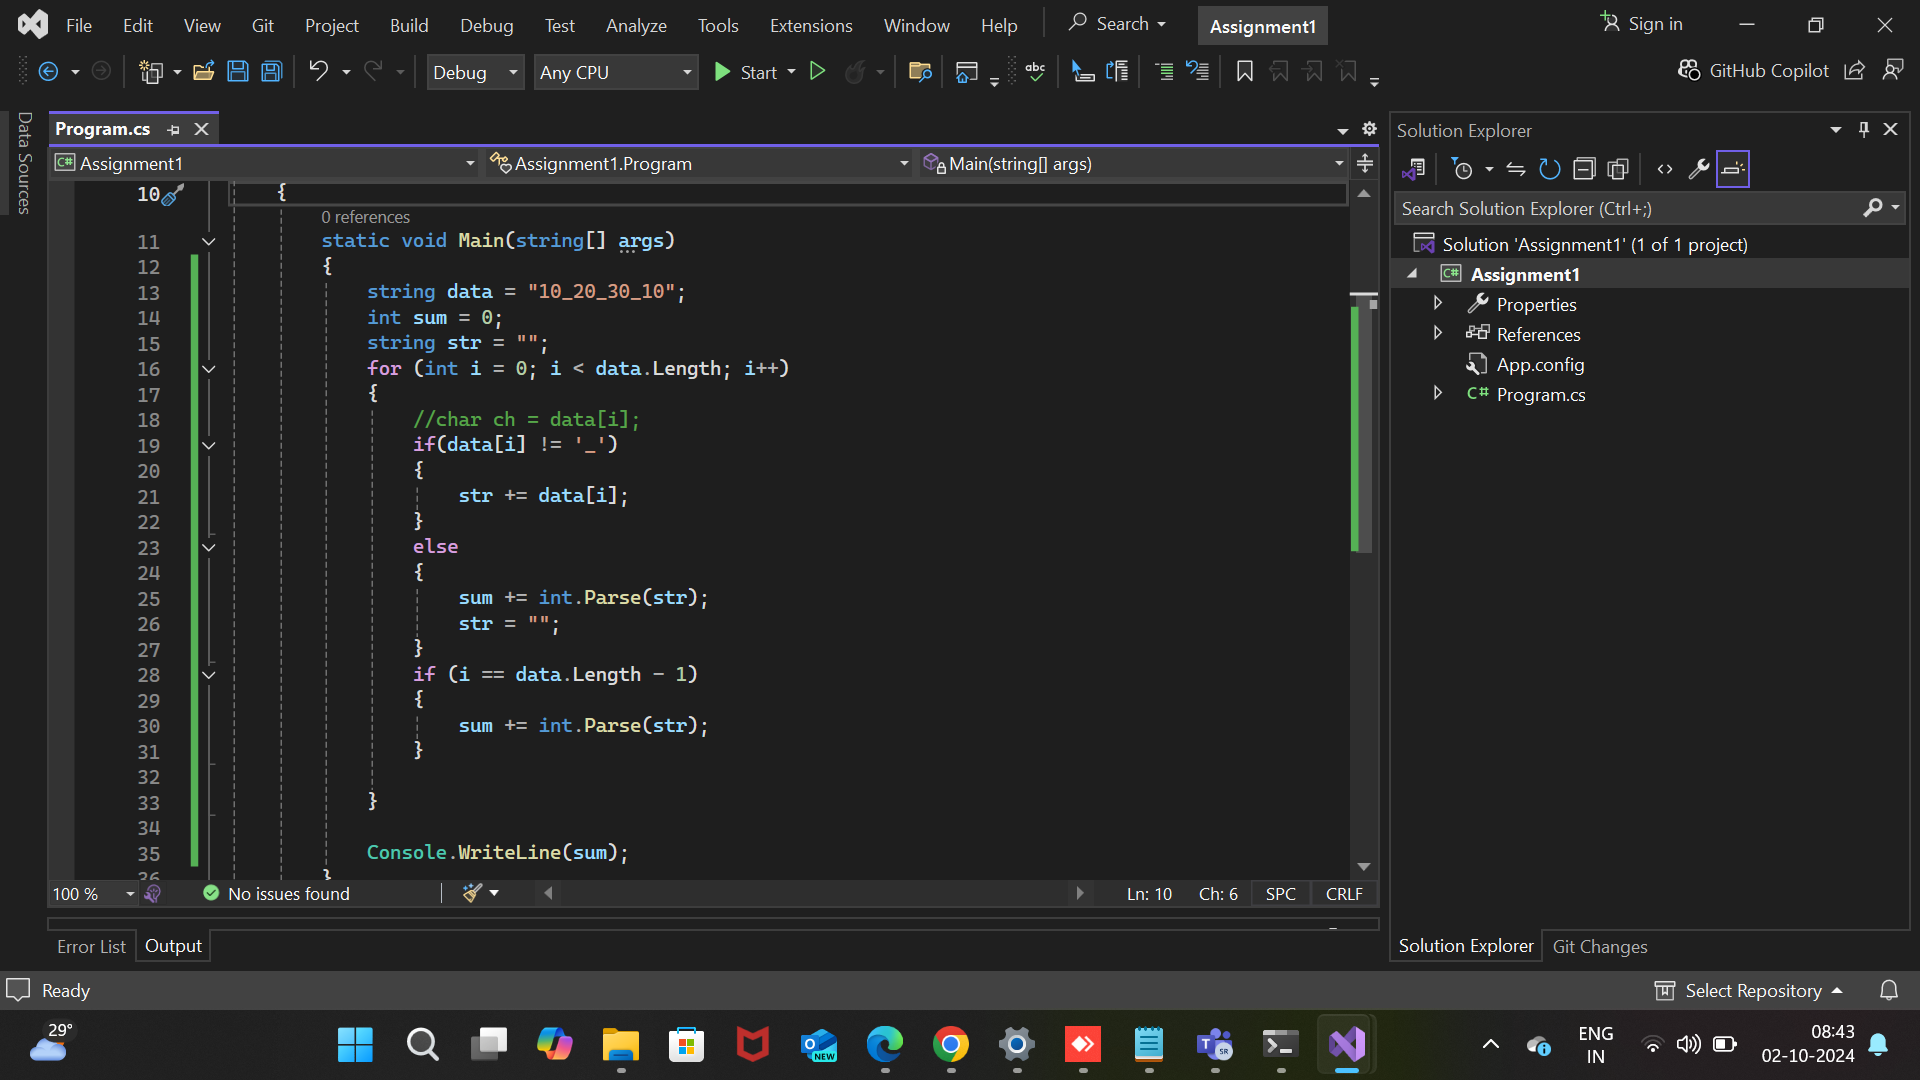 File Edit View Git Project Build Debug Test Analyze Tools Extensions Window Help Search Assignment1 Sign in
Debug Any CPU Start abc GitHub Copilot
Data Sources
Program.cs
Assignment1 Assignment1.Program Main(string[] args)
10 {
0 references
11 static void Main(string[] args)
12 {
13 string data = "10_20_30_10";
14 int sum = 0;
15 string str = "";
16 for (int i = 0; i < data.Length; i++)
17 {
18 //char ch = data[i];
19 if(data[i] != '_')
20 {
21 str += data[i];
22 }
23 else
24 {
25 sum += int.Parse(str);
26 str = "";
27 }
28 if (i == data.Length - 1)
29 {
30 sum += int.Parse(str);
31 }
32
33 }
34
35 Console.WriteLine(sum);
36 }
100 % No issues found Ln: 10 Ch: 6 SPC CRLF
Error List Output
Solution Explorer
Search Solution Explorer (Ctrl+;)
Solution 'Assignment1' (1 of 1 project)
C# Assignment1
Properties
References
App.config
C# Program.cs
Solution Explorer Git Changes
Ready Select Repository
29°
NEW
SR
ENG
IN
08:43
02-10-2024